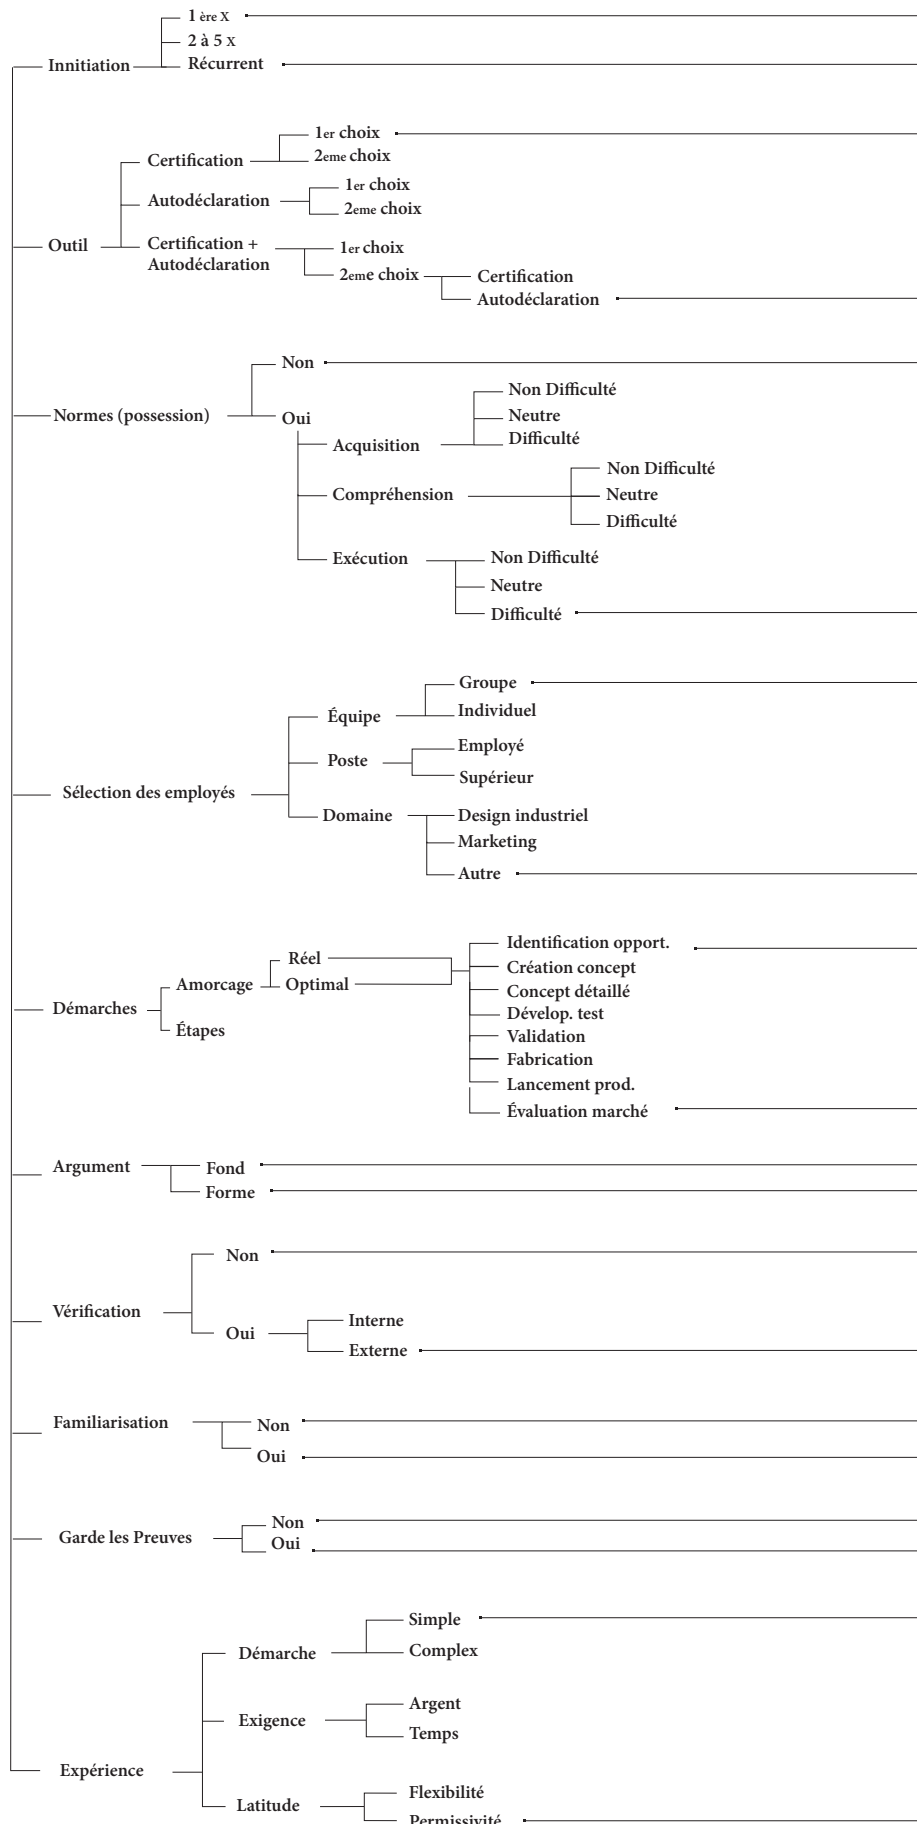 1 ère X
2 à 5 X
Innitiation
Récurrent
1er choix
Certification
2eme choix
1er choix
Autodéclaration
2eme choix
Outil
Certification +
Autodéclaration
1er choix
2eme choix
Certification
Autodéclaration
Non
Normes (possession)
Oui
Non Difficulté
Neutre
Acquisition
Difficulté
Non Difficulté
Compréhension
Neutre
Difficulté
Exécution
Non Difficulté
Neutre
Difficulté
Groupe
Équipe
Individuel
Employé
Poste
Supérieur
Sélection des employés
Domaine
Design industriel
Marketing
Autre
Identification opport.
Réel
Création concept
Amorcage
Optimal
Concept détaillé
Démarches
Dévelop. test
Étapes
Validation
Fabrication
Lancement prod.
Évaluation marché
Argument
Fond
Forme
Non
Vérification
Oui
Interne
Externe
Familiarisation
Non
Oui
Non
Garde les Preuves
Oui
Simple
Démarche
Complex
Argent
Exigence
Temps
Expérience
Flexibilité
Latitude
Permissivité